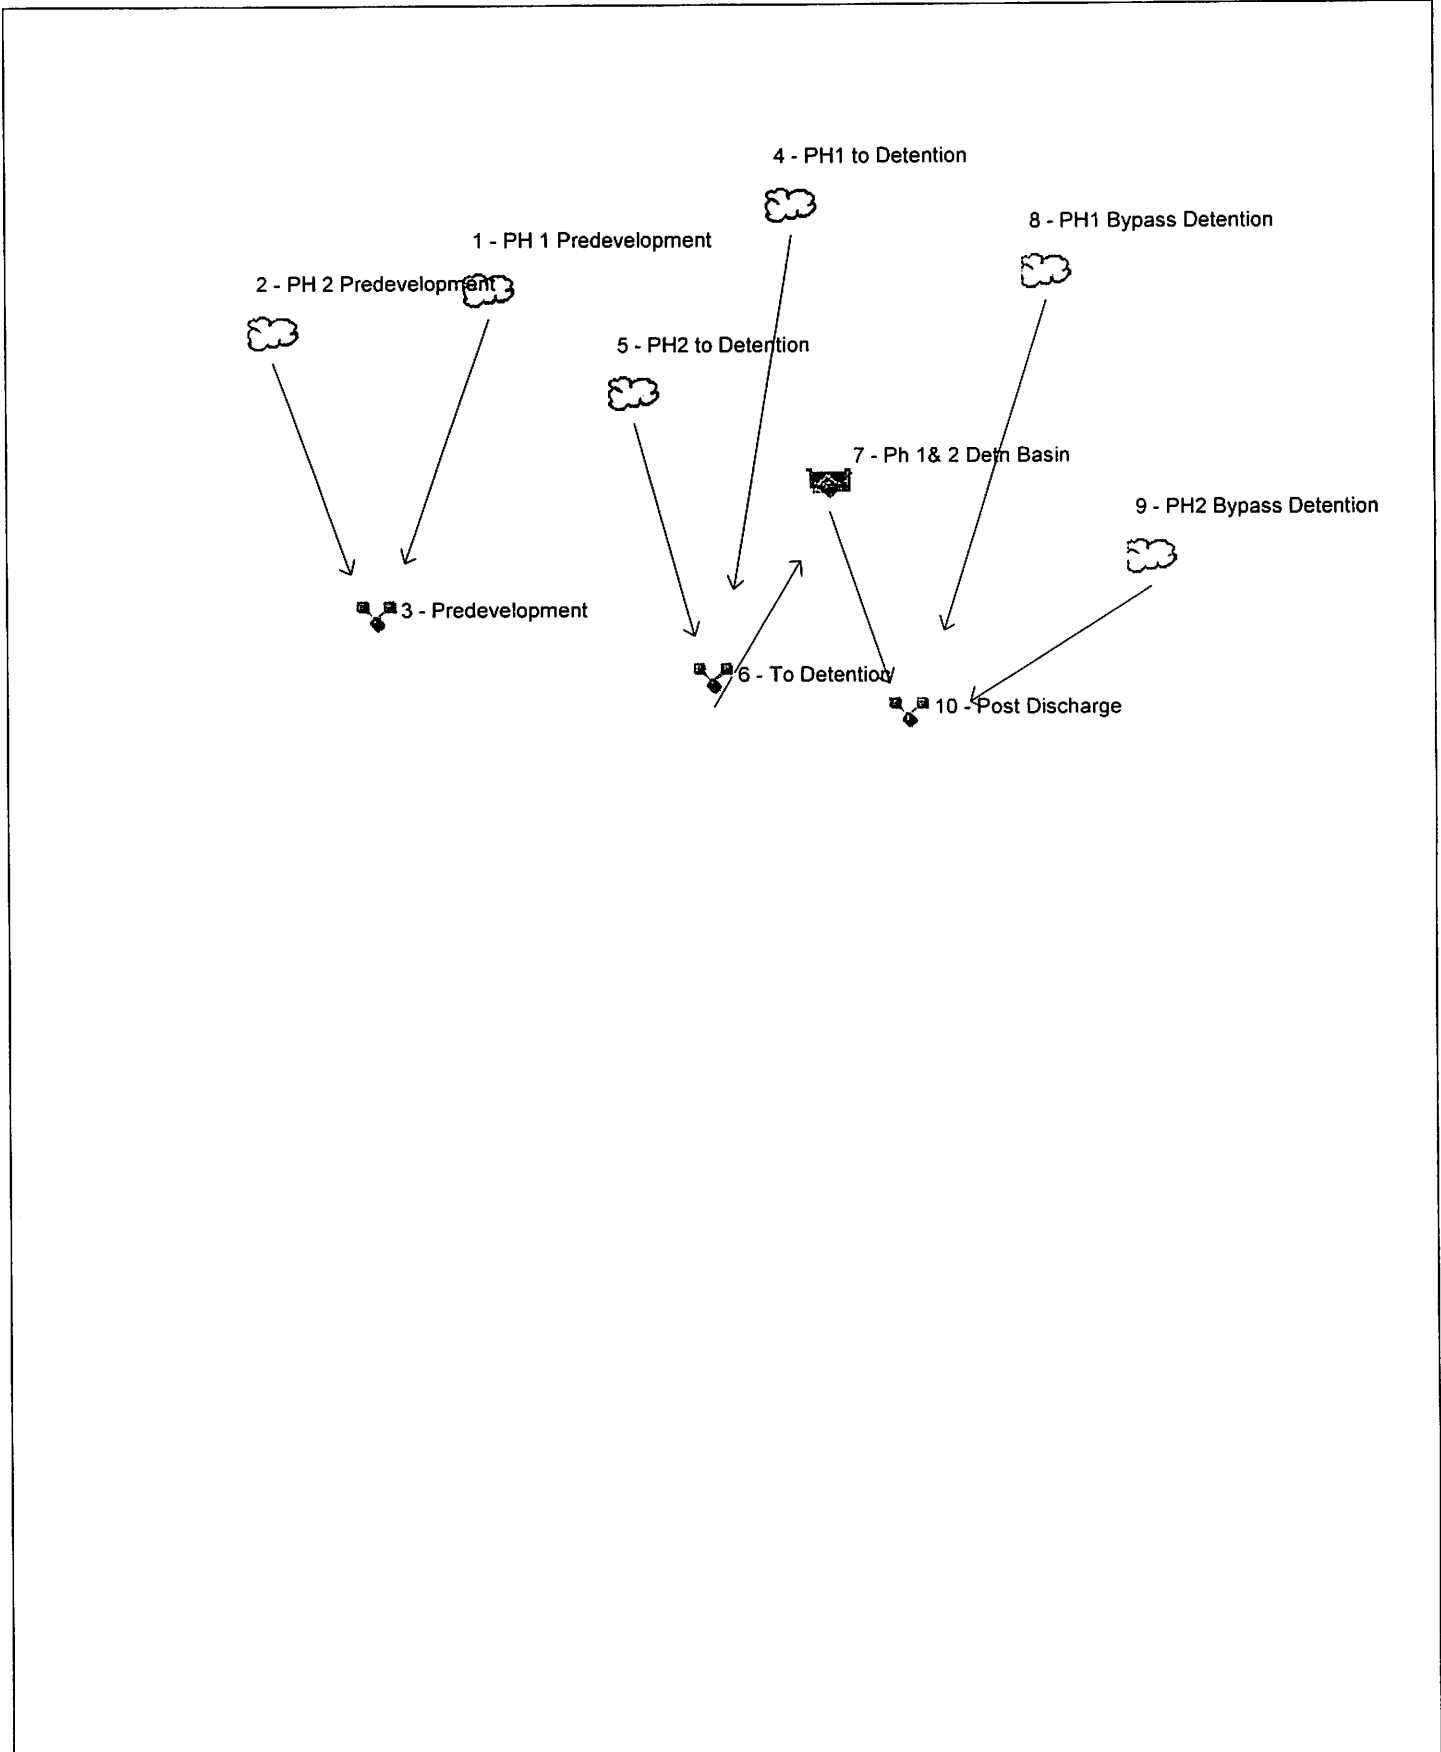 4 - PH1 to Detention
8 - PH1 Bypass Detention
1 - PH 1 Predevelopment
2 - PH 2 Predevelopment
5 - PH2 to Detention
7 - Ph 1& 2 Detn Basin
9 - PH2 Bypass Detention
3 - Predevelopment
6 - To Detention
10 - Post Discharge